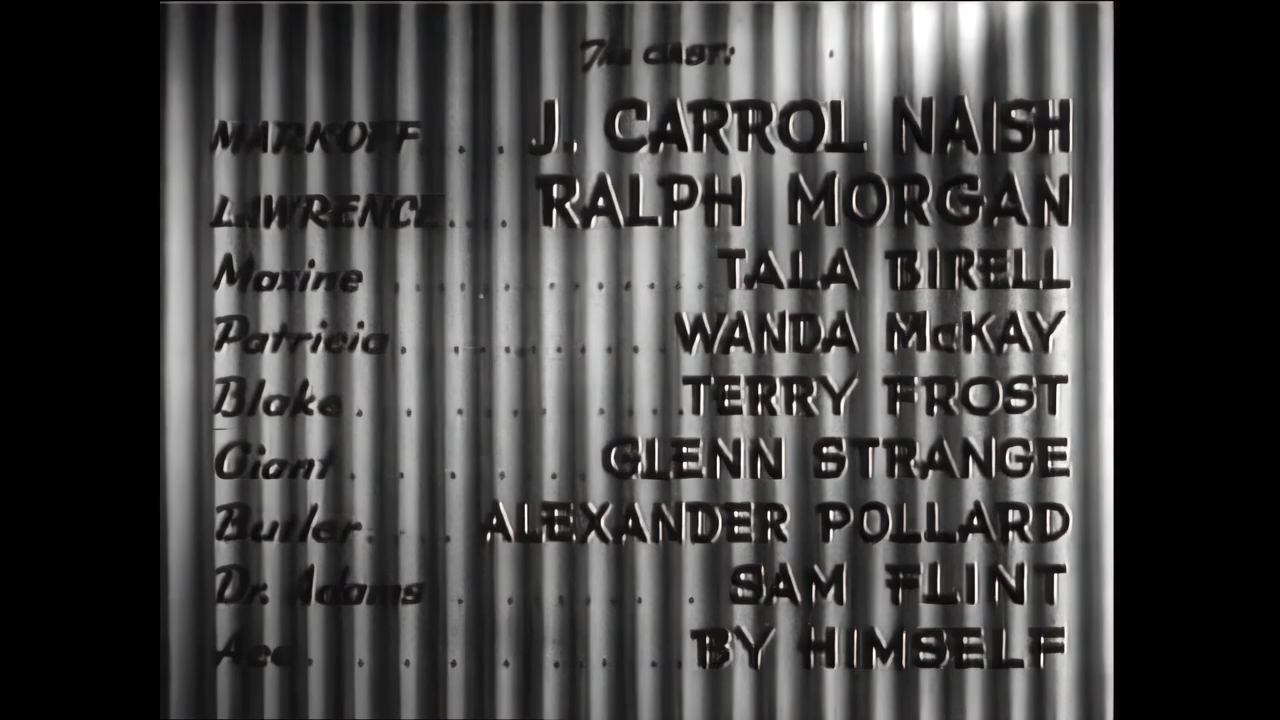 The CAST:
MARKOFF . . . J. CARROL NAISH
LAWRENCE . . . RALPH MORGAN
Maxine . . . . . . . . . . . . . TALA BIRELL
Patricia . . . . . . . WANDA McKAY
Blake . . . . . . . . TERRY FROST
Giant . . . . . GLENN STRANGE
Butler . . . ALEXANDER POLLARD
Dr. Adams . . . . . . SAM FLINT
Ace . . . . . . . . . BY HIMSELF